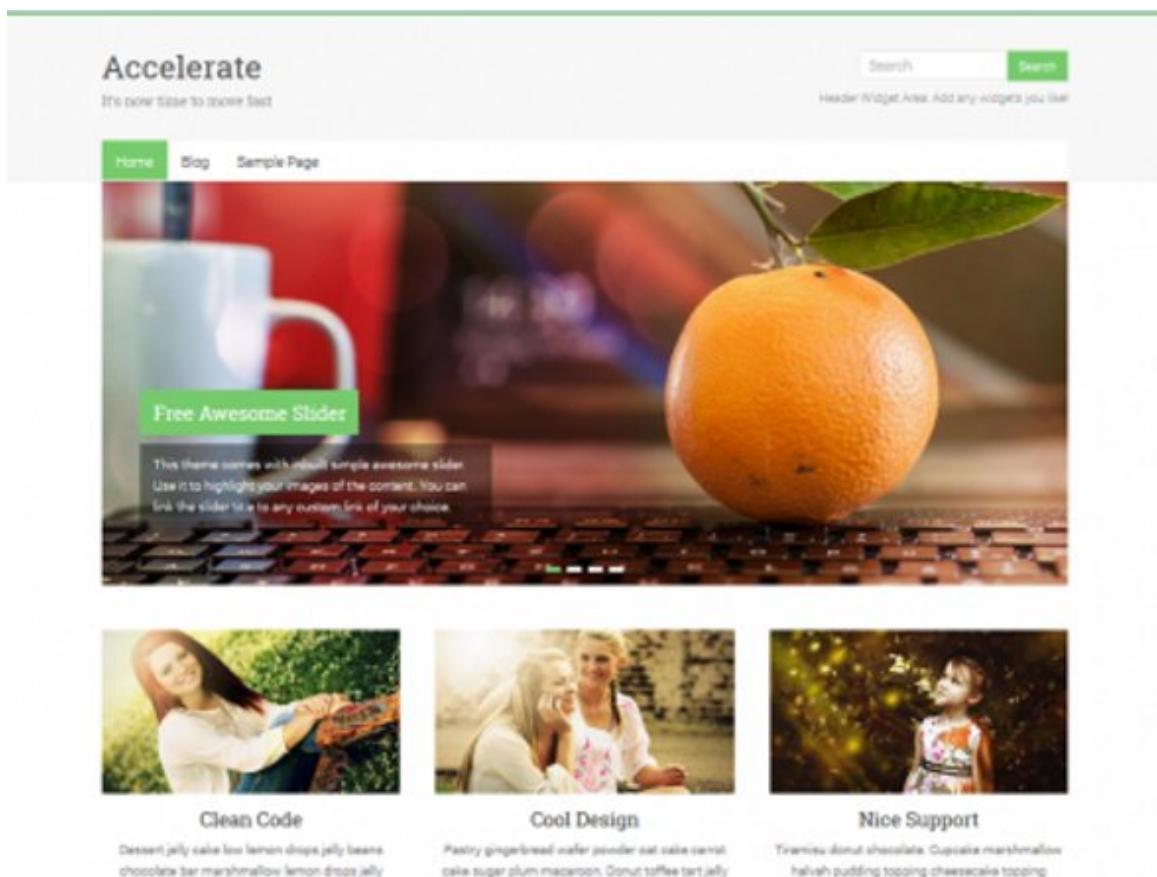 Accelerate
It's now time to move fast
Search
Search
Header Widget Area: Add any widgets you like!
Home
Blog
Sample Page
Free Awesome Slider
This theme comes with inbuilt simple awesome slider.
Use it to highlight your images of the content. You can
link the slider title to any custom link of your choice.
Clean Code
Cool Design
Nice Support
Dessert jelly cake low lemon drops jelly beans
chocolate bar marshmallow lemon drops jelly
Pastry gingerbread wafer powder oat cake carrot
cake sugar plum macaroon. Donut toffee tart jelly
Tiramisu donut chocolate. Cupcake marshmallow
halvah pudding topping cheesecake topping